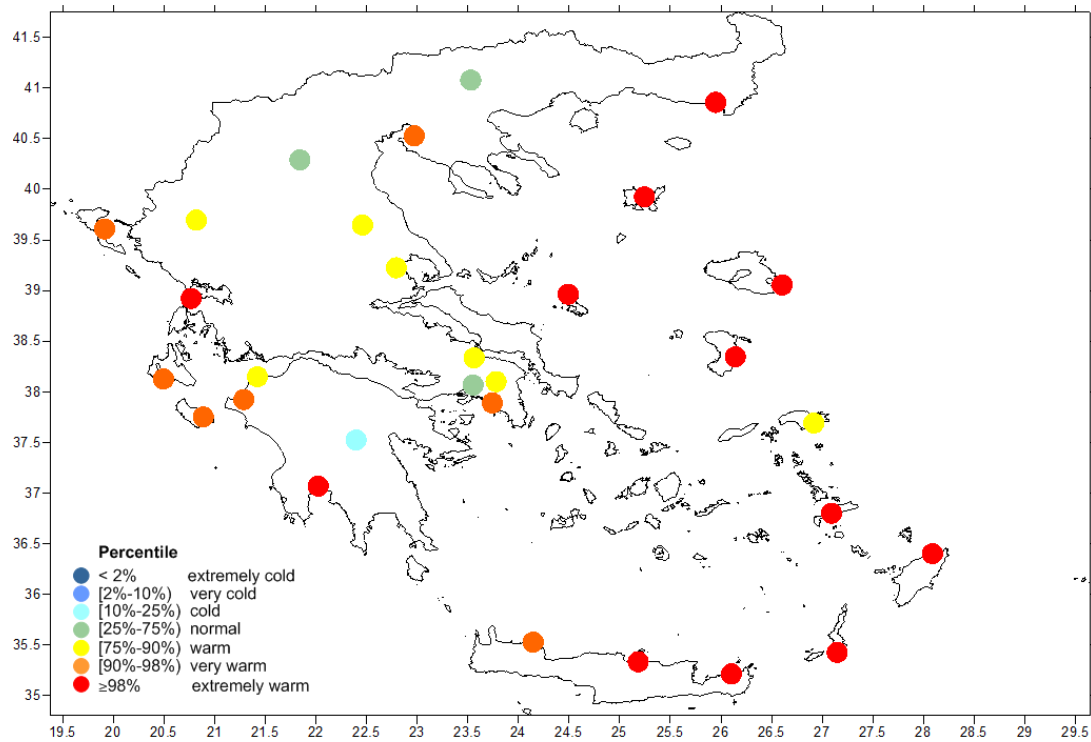 41.5
41
40.5
40
39.5
39
38.5
38
37.5
37
36.5
36
35.5
35
Percentile
< 2% extremely cold
[2%-10%) very cold
[10%-25%) cold
[25%-75%) normal
[75%-90%) warm
[90%-98%) very warm
≥98% extremely warm
19.5 20 20.5 21 21.5 22 22.5 23 23.5 24 24.5 25 25.5 26 26.5 27 27.5 28 28.5 29 29.5